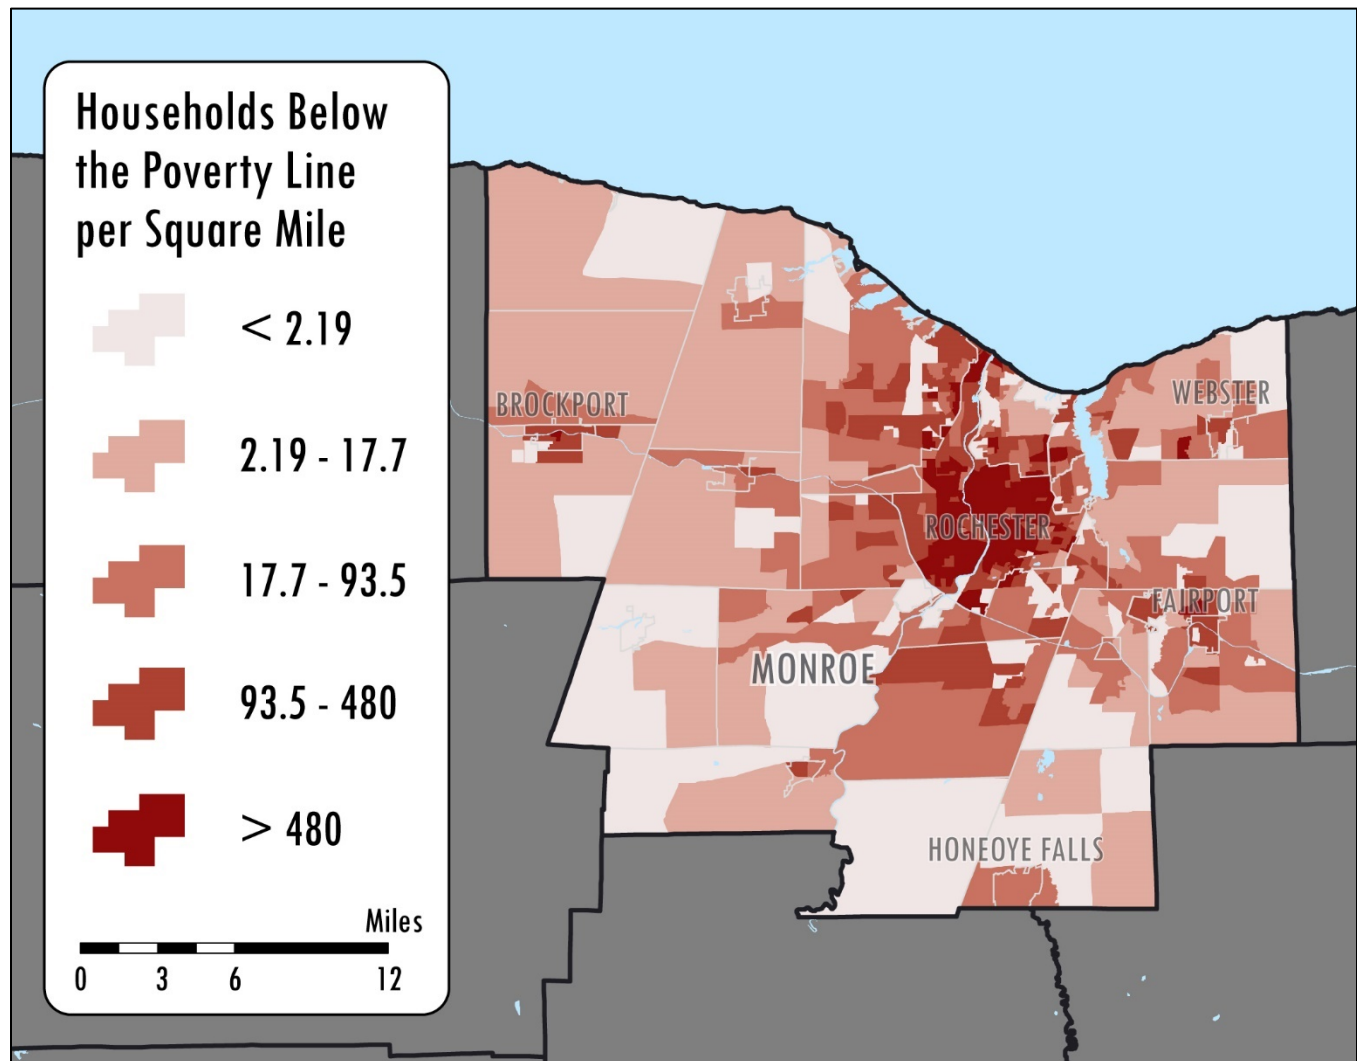 Households Below
the Poverty Line
per Square Mile
< 2.19
2.19 - 17.7
17.7 - 93.5
93.5 - 480
> 480
Miles
0 3 6 12
BROCKPORT
WEBSTER
ROCHESTER
FAIRPORT
MONROE
HONEOYE FALLS